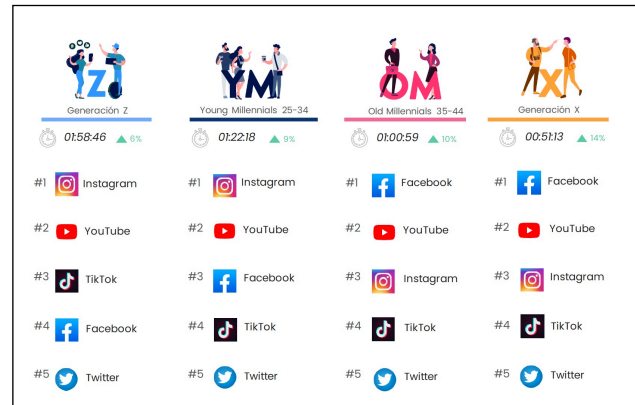 Z
YM
OM
X
Generación Z
Young Millennials 25-34
Old Millennials 35-44
Generación X
01:58:46 6%
01:22:18 9%
01:00:59 10%
00:51:13 14%
#1 Instagram
#1 Instagram
#1 Facebook
#1 Facebook
#2 YouTube
#2 YouTube
#2 YouTube
#2 YouTube
#3 TikTok
#3 Facebook
#3 Instagram
#3 Instagram
#4 Facebook
#4 TikTok
#4 TikTok
#4 TikTok
#5 Twitter
#5 Twitter
#5 Twitter
#5 Twitter